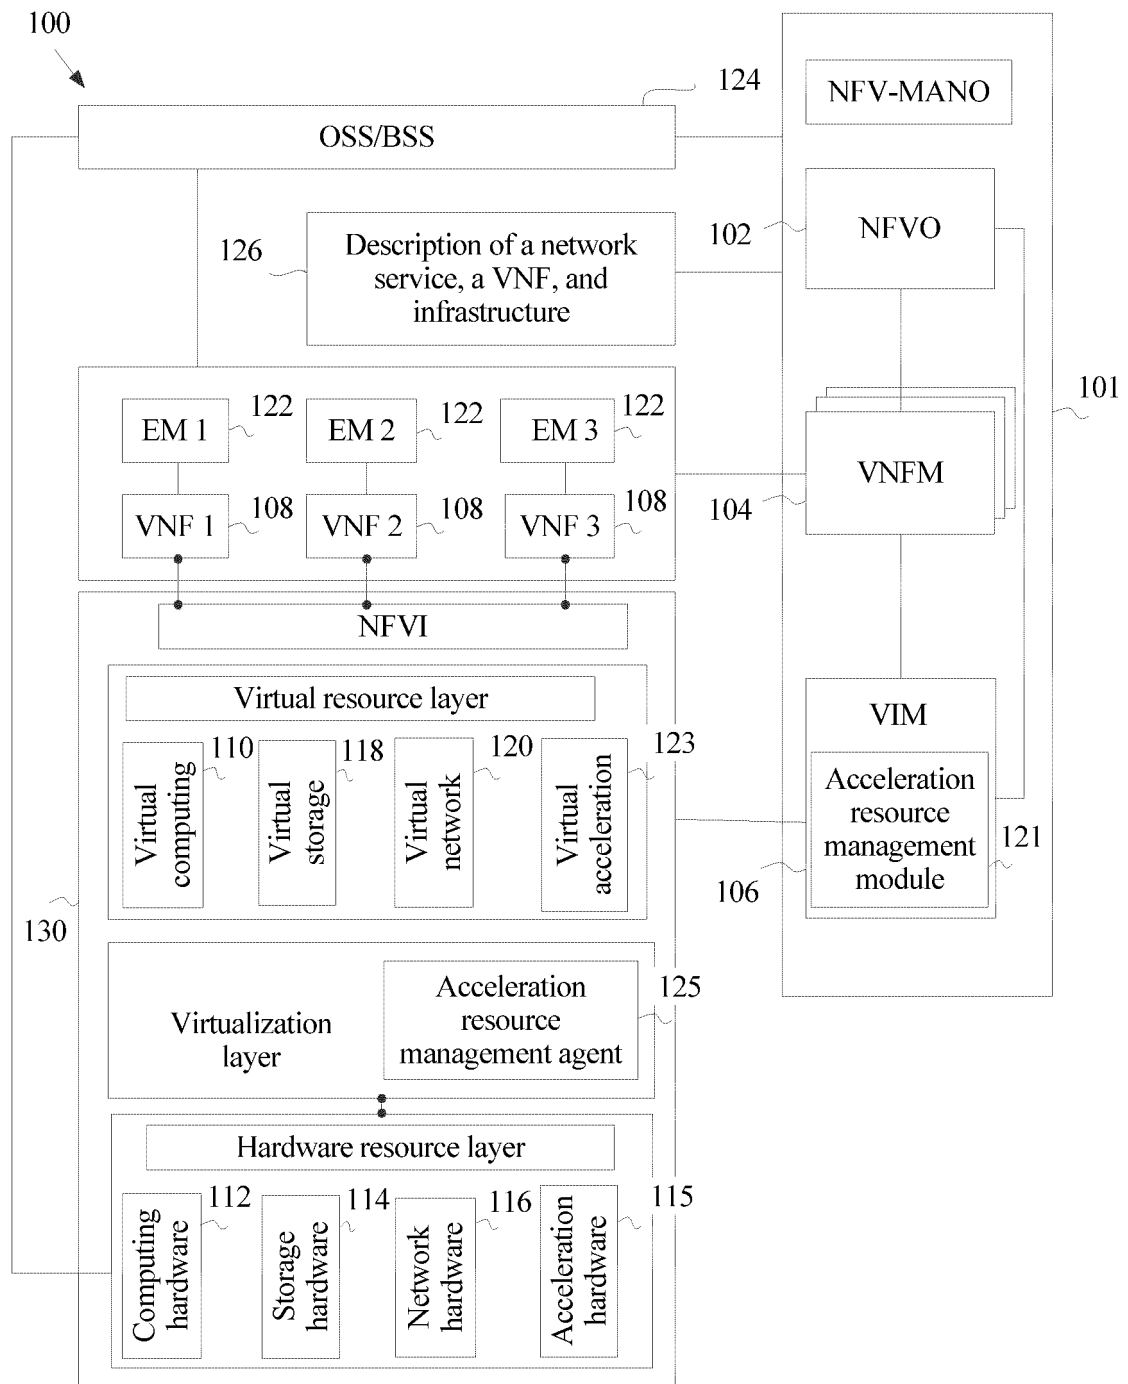 100
124
NFV-MANO
OSS/BSS
102
NFVO
126
Description of a network
service, a VNF, and
infrastructure
101
EM 1
122
EM 2
122
EM 3
122
VNFM
104
VNF 1
108
VNF 2
108
VNF 3
108
NFVI
Virtual resource layer
VIM
110
118
120
123
Virtual
computing
Virtual
storage
Virtual
network
Virtual
acceleration
Acceleration
resource
management
module
121
106
130
Virtualization
layer
Acceleration
resource
management agent
125
Hardware resource layer
112
114
116
115
Computing
hardware
Storage
hardware
Network
hardware
Acceleration
hardware